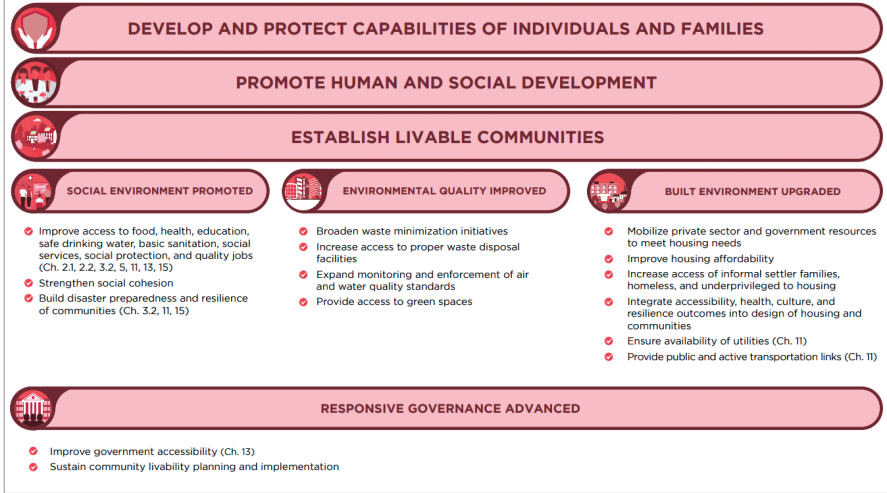 DEVELOP AND PROTECT CAPABILITIES OF INDIVIDUALS AND FAMILIES
PROMOTE HUMAN AND SOCIAL DEVELOPMENT
ESTABLISH LIVABLE COMMUNITIES
SOCIAL ENVIRONMENT PROMOTED
Improve access to food, health, education,
safe drinking water, basic sanitation, social
services, social protection, and quality jobs
(Ch. 2.1, 2.2, 3.2, 5, 11, 13, 15)
Strengthen social cohesion
Build disaster preparedness and resilience
of communities (Ch. 3.2, 11, 15)
ENVIRONMENTAL QUALITY IMPROVED
Broaden waste minimization initiatives
Increase access to proper waste disposal
facilities
Expand monitoring and enforcement of air
and water quality standards
Provide access to green spaces
BUILT ENVIRONMENT UPGRADED
Mobilize private sector and government resources
to meet housing needs
Improve housing affordability
Increase access of informal settler families,
homeless, and underprivileged to housing
Integrate accessibility, health, culture, and
resilience outcomes into design of housing and
communities
Ensure availability of utilities (Ch. 11)
Provide public and active transportation links (Ch. 11)
RESPONSIVE GOVERNANCE ADVANCED
Improve government accessibility (Ch. 13)
Sustain community livability planning and implementation